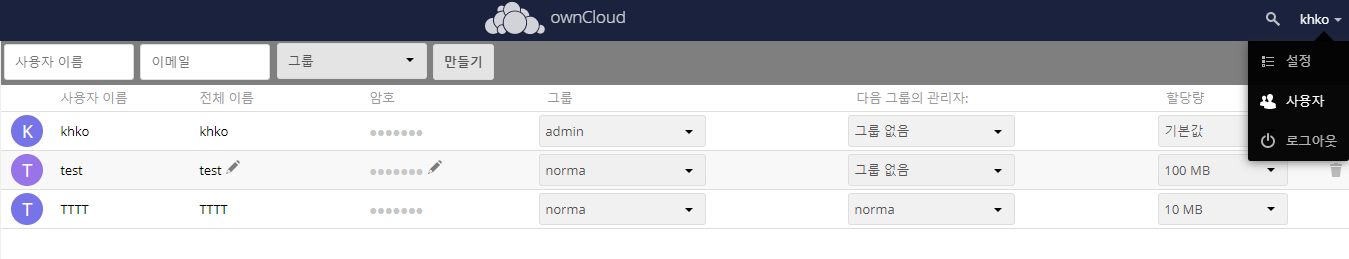 ownCloud
khko
사용자 이름 이메일 그룹 만들기
설정
사용자 이름 전체 이름 암호 그룹 다음 그룹의 관리자: 할당량
사용자
K khko khko ●●●●●●● admin 그룹 없음 기본값
로그아웃
T test test ●●●●●●● norma 그룹 없음 100 MB
T TTTT TTTT ●●●●●●● norma norma 10 MB